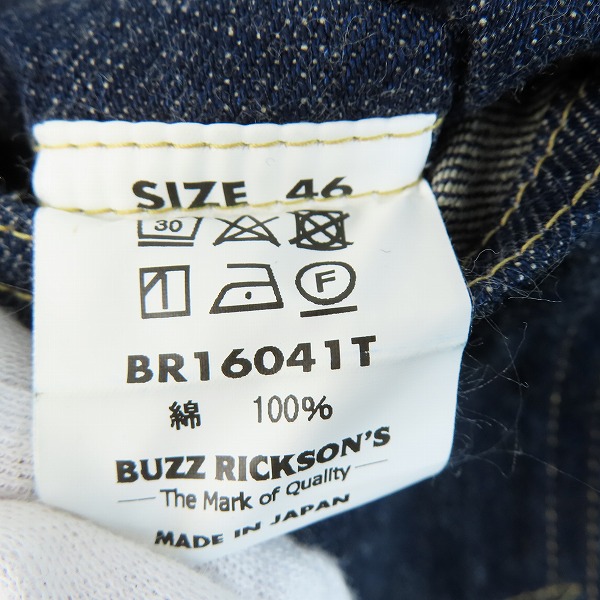 SIZE 46
30
F
BR16041T
綿 100%
BUZZ RICKSON'S
The Mark of Quality
MADE IN JAPAN